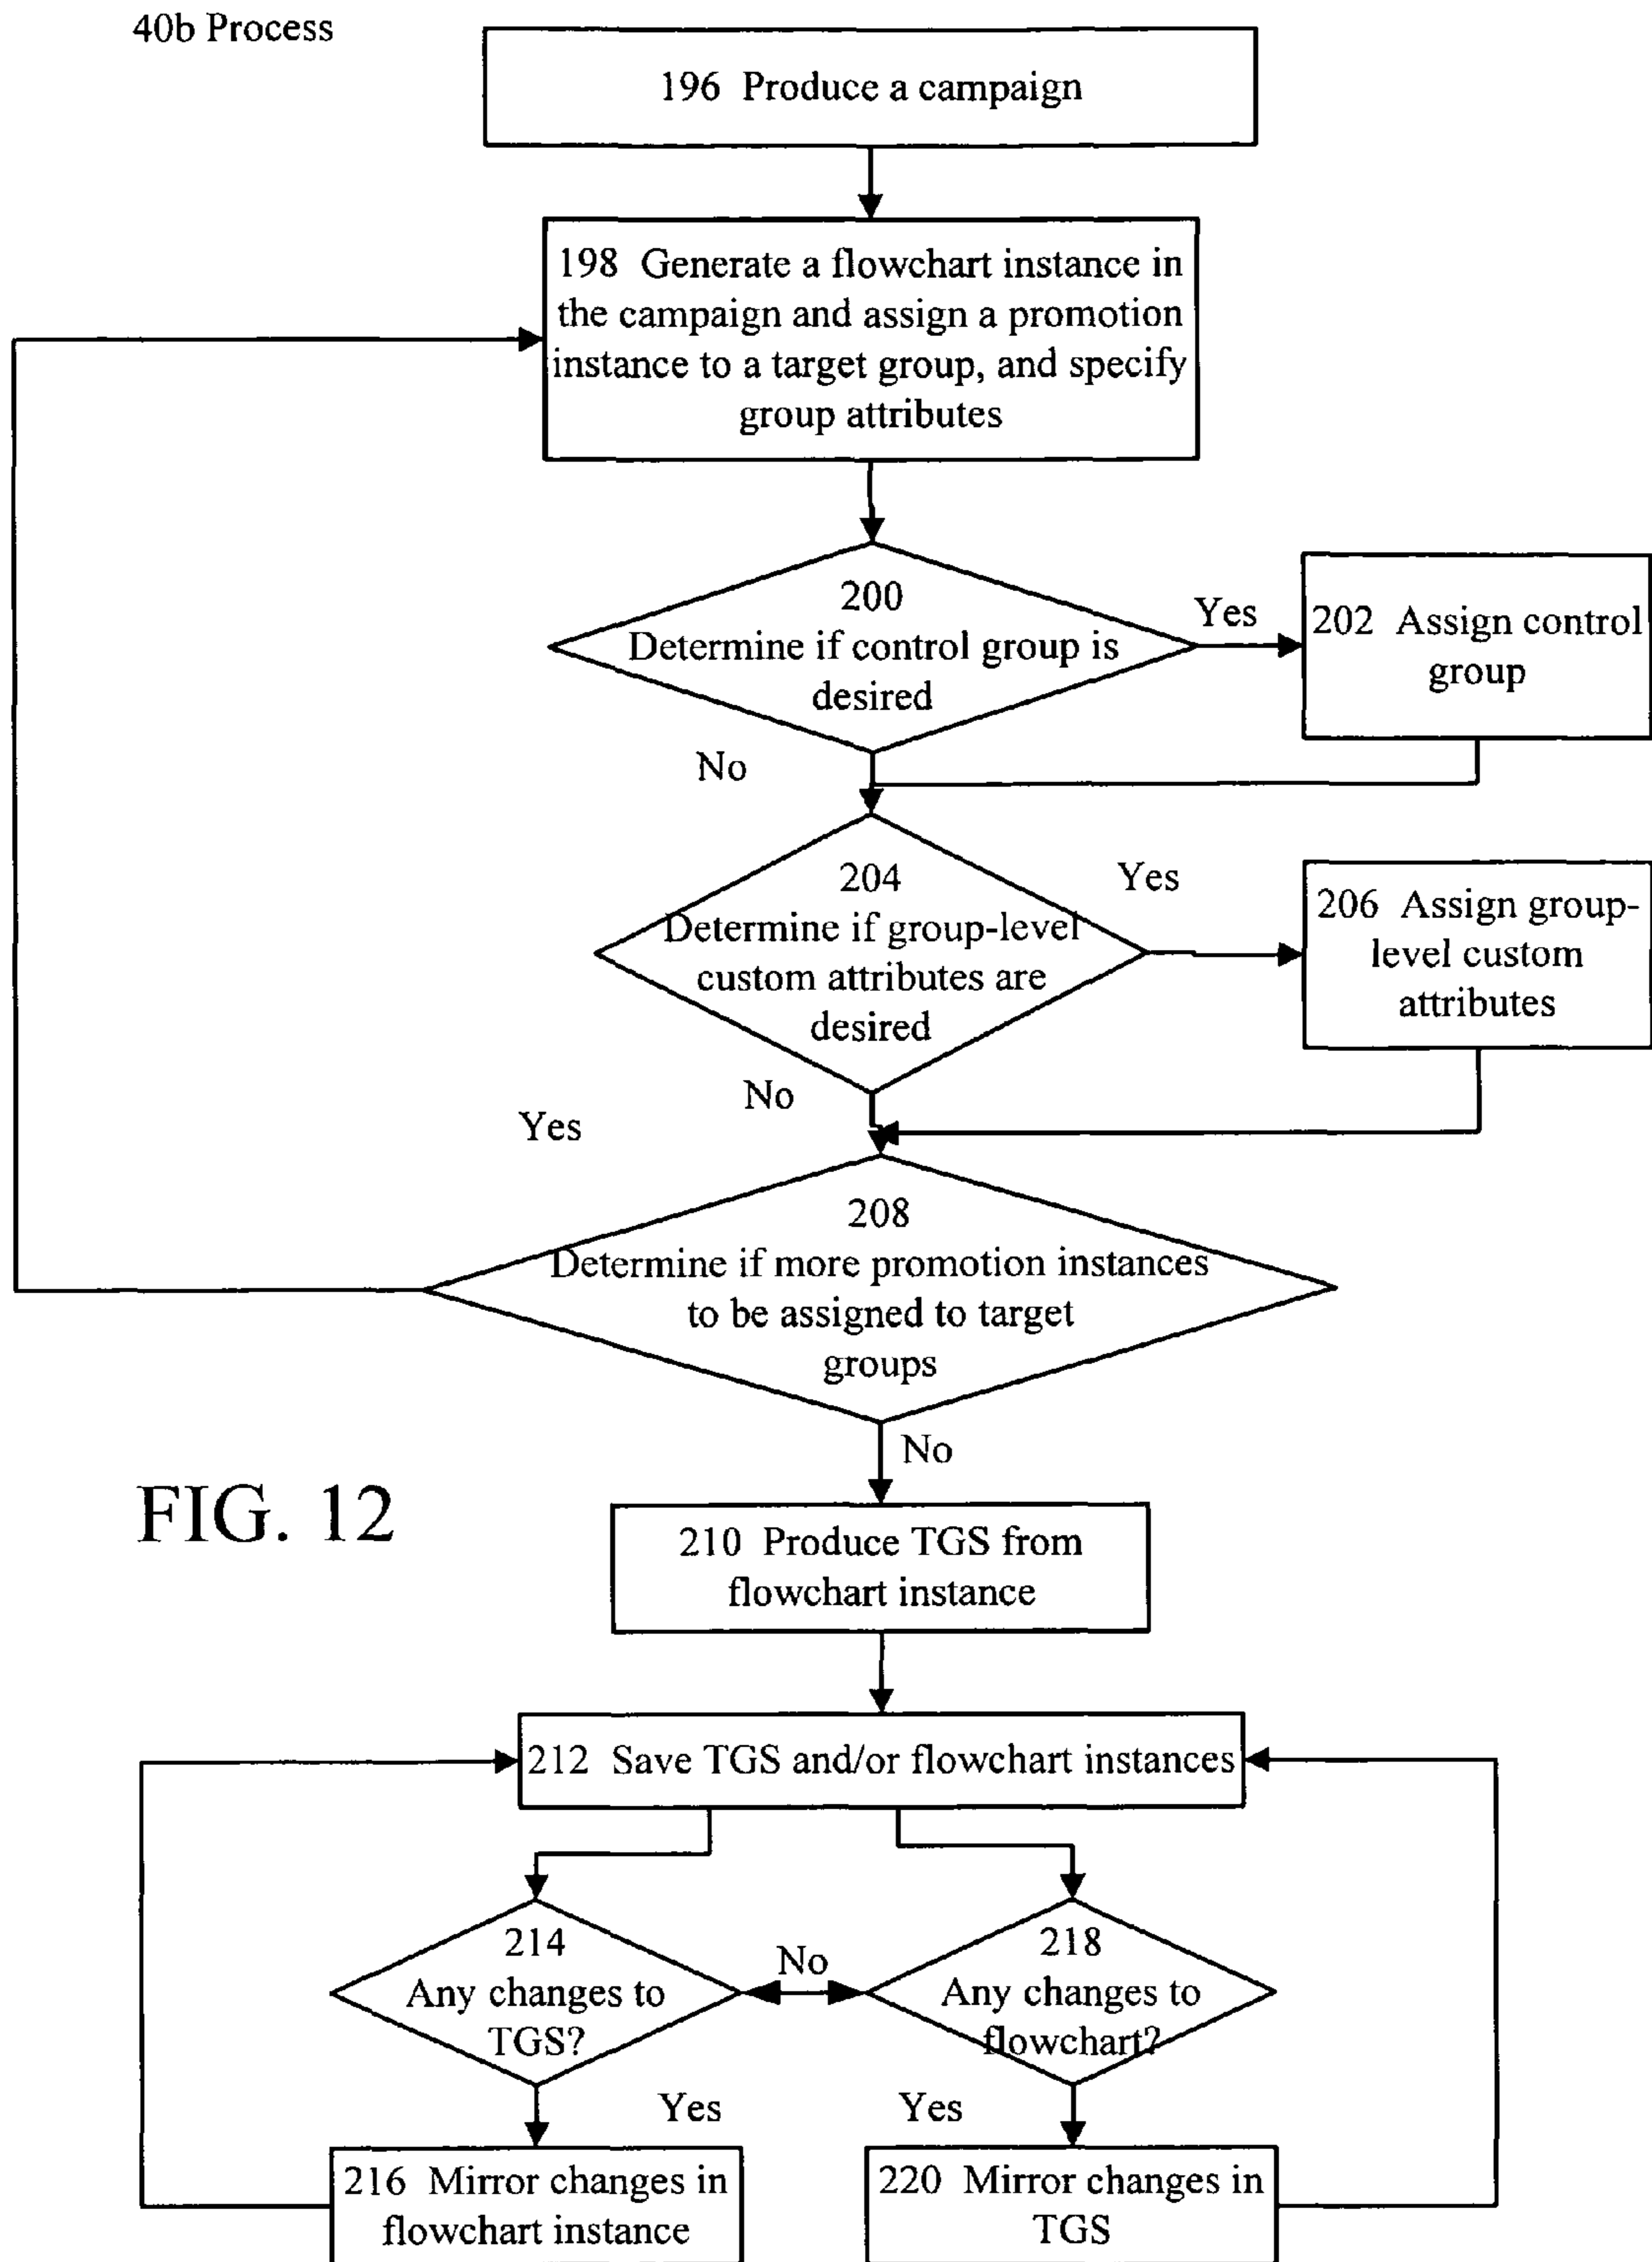 40b Process
196 Produce a campaign
198 Generate a flowchart instance in
the campaign and assign a promotion
instance to a target group, and specify
group attributes
200
Determine if control group is
desired
Yes
202 Assign control
group
No
204
Determine if group-level
custom attributes are
desired
Yes
206 Assign group-
level custom
attributes
No
Yes
208
Determine if more promotion instances
to be assigned to target
groups
No
FIG. 12
210 Produce TGS from
flowchart instance
212 Save TGS and/or flowchart instances
214
Any changes to
TGS?
No
218
Any changes to
flowchart?
Yes
Yes
216 Mirror changes in
flowchart instance
220 Mirror changes in
TGS